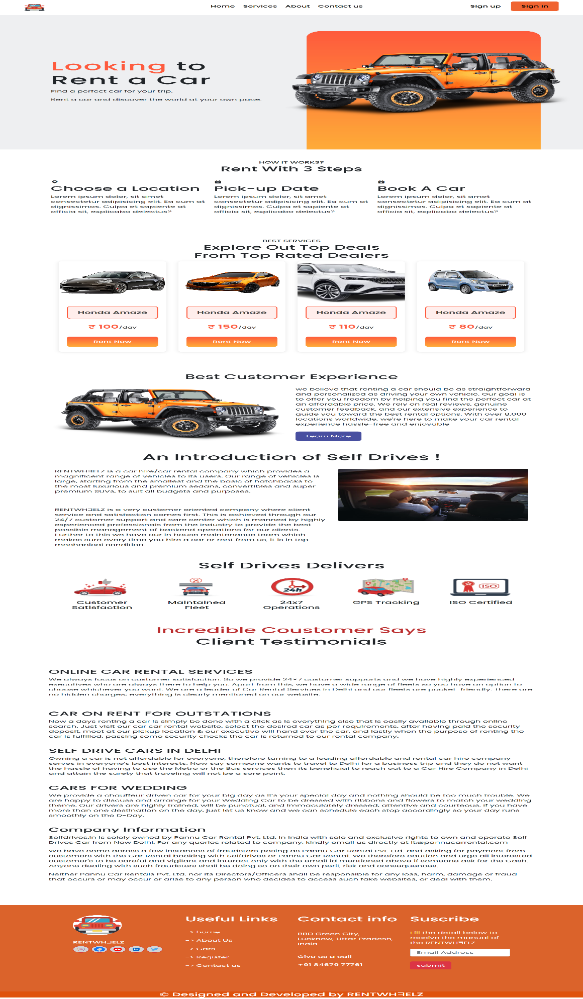 Home Services About Contact us Sign up Sign in
Looking to
Rent a Car
Find a perfect car for your trip.
Rent a car and discover the world at your own pace.
HOW IT WORKS?
Rent With 3 Steps
Choose a Location
Lorem ipsum dolor, sit amet
consectetur adipisicing elit. Ea cum at
dignissimos. Culpa et sapiente at
officia sit, explicabo delectus?
Pick-up Date
Lorem ipsum dolor, sit amet
consectetur adipisicing elit. Ea cum at
dignissimos. Culpa et sapiente at
officia sit, explicabo delectus?
Book A Car
Lorem ipsum dolor, sit amet
consectetur adipisicing elit. Ea cum at
dignissimos. Culpa et sapiente at
officia sit, explicabo delectus?
BEST SERVICES
Explore Out Top Deals
From Top Rated Dealers
Honda Amaze
₹ 100/day
Rent Now
Honda Amaze
₹ 150/day
Rent Now
Honda Amaze
₹ 110/day
Rent Now
Honda Amaze
₹ 80/day
Rent Now
Best Customer Experience
we believe that renting a car should be as straightforward
and personalized as driving your own vehicle. Our goal is
to offer you freedom by helping you find the perfect car at
an affordable price. We rely on real reviews, genuine
customer feedback, and our extensive experience to
guide you toward the best rental options. With over 8,000
locations worldwide, we're here to make your car rental
experience hassle-free and enjoyable
Learn More
An Introduction of Self Drives !
RENTWHƎELZ is a car hire/car rental company which provides a
magnificent range of vehicles to its users. Our range of vehicles is
large, starting from the smallest and the basic of hatchbacks to
the most luxurious and premium sedans, convertibles and super
premium SUVs, to suit all budgets and purposes.
RENTWHƎELZ is a very customer oriented company where client
service and satisfaction comes first. This is achieved through our
24/7 customer support and care center which is manned by highly
experienced professionals from the industry to provide the best
possible management of backend operations for our clients.
Further to this we have our in house maintenance team which
makes sure every time you hire a car or rent from us, it is in top
mechanical condition.
Self Drives Delivers
24h
ISO
Customer
Satisfaction
Maintained
Fleet
24x7
Operations
GPS Tracking
ISO Certified
Incredible Coustomer Says
Client Testimonials
ONLINE CAR RENTAL SERVICES
We always focus on customer satisfaction. So we provide 24*7 customer supports and we have highly experienced
executives who are always there to help you. Apart from this, we have a wide range of fleets so you have an option to
choose whichever you want. We are a leader of Car Rental Services in Delhi and our fleets are pocket-friendly. There are
no hidden charges, everything is clearly mentioned on our website.
CAR ON RENT FOR OUTSTATIONS
Now a days renting a car is simply be done with a click as is everything else that is easily available through online
search. Just visit our car car rental website, select the desired car as per requirements, after having paid the security
deposit, meet at our pickup location & our executive will hand over the car, and lastly when the purpose of renting the
car is fulfilled, passing some security checks the car is returned to our rental company.
SELF DRIVE CARS IN DELHI
Owning a car is not affordable for everyone, therefore turning to a leading affordable and rental car hire company
serves in everyone's best interests. Now say someone wants to travel to Delhi for a business trip and they do not want
the hassle of having to use the Metro or the Bus services then its beneficial to reach out to a Car Hire Company in Delhi
and attain the surety that traveling will not be a sore point.
CARS FOR WEDDING
We provide a chauffeur driven car for your big day as it's your special day and nothing should be too much trouble. We
are happy to discuss and arrange for your Wedding Car to be dressed with ribbons and flowers to match your wedding
theme. Our drivers are highly trained, will be punctual, and immaculately dressed, attentive and courteous. If you have
more than one destination on the day, just let us know and we can schedule each stop accordingly so your day runs
smoothly on the D-Day.
Company Information
Selfdrives.in is solely owned by Pannu Car Rental Pvt. Ltd. in India with sole and exclusive rights to own and operate Self
Drives Car from New Delhi. For any queries related to company, kindly email us directly at it@pannucarrental.com
We have come across a few instances of fraudsters posing as Pannu Car Rental Pvt. Ltd. and asking for payment from
customers with the Car Rental booking with Selfdrives or Pannu Car Rental. We therefore caution and urge all interested
customer's to be careful and vigilant and interact only with the email id mentioned above if someone ask for the Cash.
Anyone dealing with such fraudsters shall be doing so on their own peril, risk and consequences.
Neither Pannu Car Rentals Pvt. Ltd. nor its Directors/Officers shall be responsible for any loss, harm, damage or fraud
that occurs or may occur or arise to any person who decides to access such fake websites, or deal with them.
RENTWHƎELZ
Useful Links
-> home
-> About Us
-> Cars
-> Register
-> Contact us
Contact info
BBD Green City,
Lucknow, Uttar Pradesh,
India
Give us a call
+91 84679 77761
Suscribe
Fill the detail below to
receive the manual of
the RENTWHƎELZ
Email Address
submit
© Designed and Developed by RENTWHƎELZ